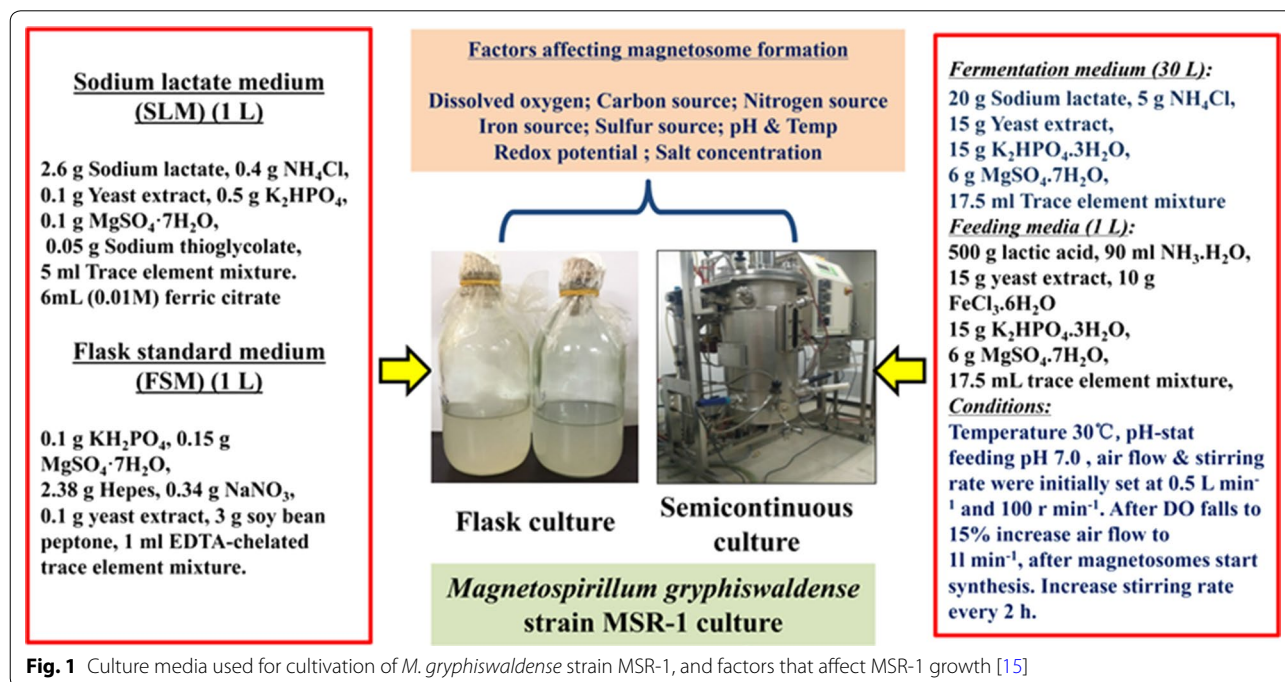 Sodium lactate medium
(SLM) (1 L)
2.6 g Sodium lactate, 0.4 g NH₄Cl,
0.1 g Yeast extract, 0.5 g K₂HPO₄,
0.1 g MgSO₄·7H₂O,
0.05 g Sodium thioglycolate,
5 ml Trace element mixture.
6mL (0.01M) ferric citrate
Flask standard medium
(FSM) (1 L)
0.1 g KH₂PO₄, 0.15 g
MgSO₄·7H₂O,
2.38 g Hepes, 0.34 g NaNO₃,
0.1 g yeast extract, 3 g soy bean
peptone, 1 ml EDTA-chelated
trace element mixture.
Factors affecting magnetosome formation
Dissolved oxygen; Carbon source; Nitrogen source
Iron source; Sulfur source; pH & Temp
Redox potential ; Salt concentration
Flask culture
Semicontinuous
culture
Magnetospirillum gryphiswaldense
strain MSR-1 culture
Fermentation medium (30 L):
20 g Sodium lactate, 5 g NH₄Cl,
15 g Yeast extract,
15 g K₂HPO₄.3H₂O,
6 g MgSO₄.7H₂O,
17.5 ml Trace element mixture
Feeding media (1 L):
500 g lactic acid, 90 ml NH₃.H₂O,
15 g yeast extract, 10 g
FeCl₃.6H₂O
15 g K₂HPO₄.3H₂O,
6 g MgSO₄.7H₂O,
17.5 mL trace element mixture,
Conditions:
Temperature 30℃, pH-stat
feeding pH 7.0 , air flow & stirring
rate were initially set at 0.5 L min⁻
¹ and 100 r min⁻¹. After DO falls to
15% increase air flow to
1l min⁻¹, after magnetosomes start
synthesis. Increase stirring rate
every 2 h.
Fig. 1 Culture media used for cultivation of M. gryphiswaldense strain MSR-1, and factors that affect MSR-1 growth [15]